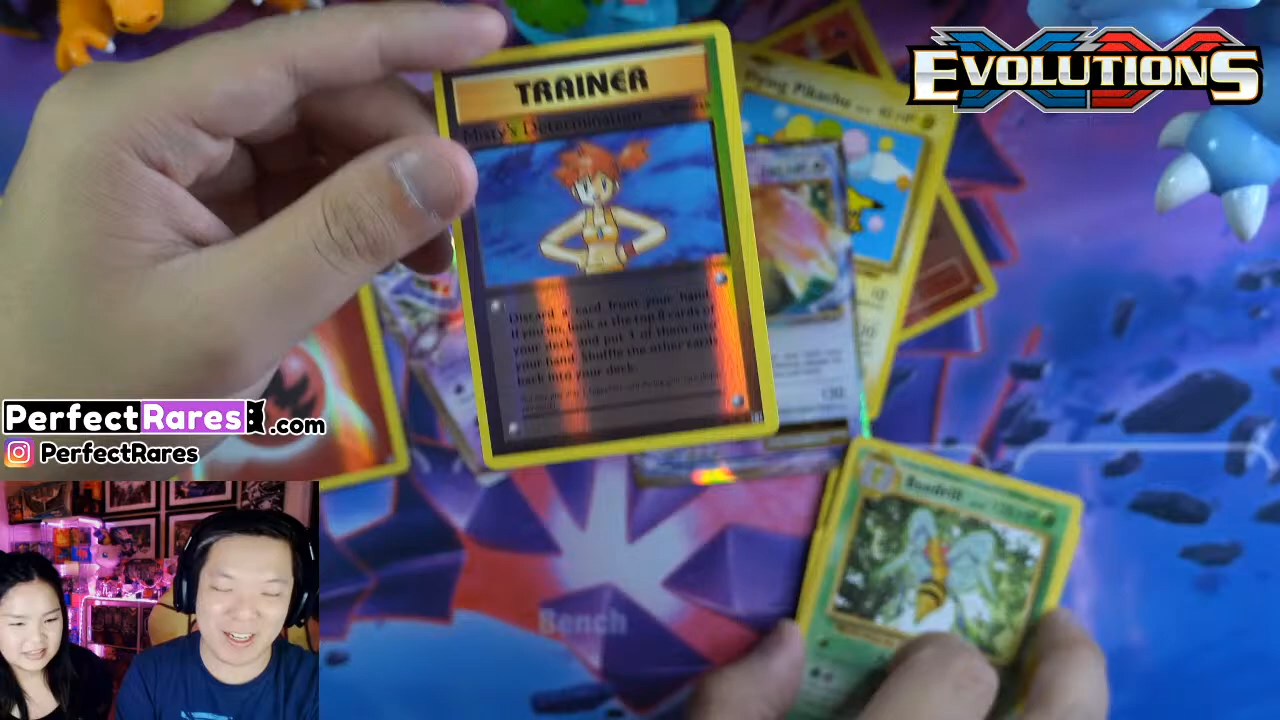 XY
EVOLUTIONS
TRAINER
Misty's Determination
Discard a card from your hand.
If you do, look at the top 8 cards of
your deck and put 1 of them into
your hand. Shuffle the other cards
back into your deck.
Flying Pikachu
Beedrill
130
PerfectRares.com
PerfectRares
Bench